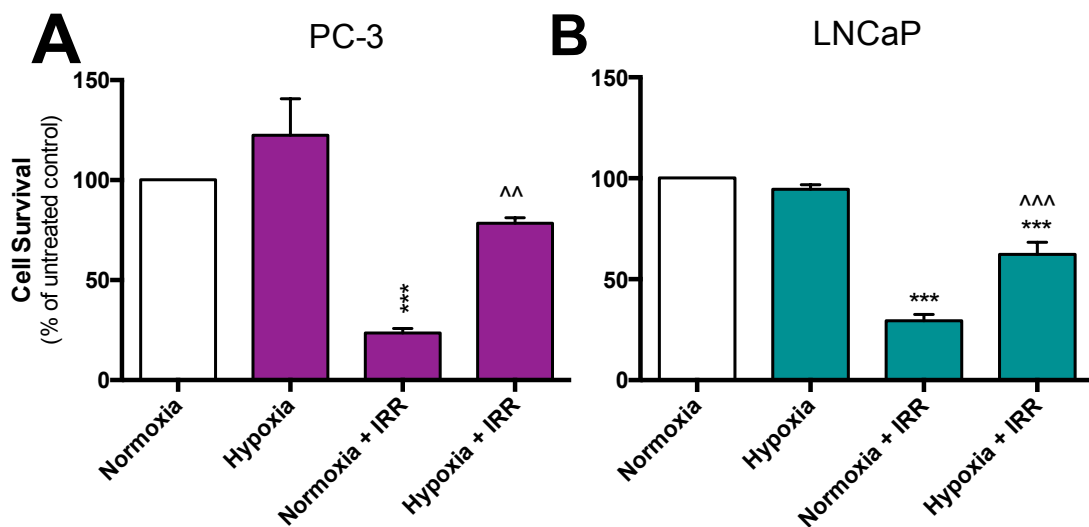 A
PC-3
Cell Survival
(% of untreated control)
150
100
50
0
^^
***
Normoxia
Hypoxia
Normoxia + IRR
Hypoxia + IRR
B
LNCaP
150
100
50
0
^^^
***
***
Normoxia
Hypoxia
Normoxia + IRR
Hypoxia + IRR